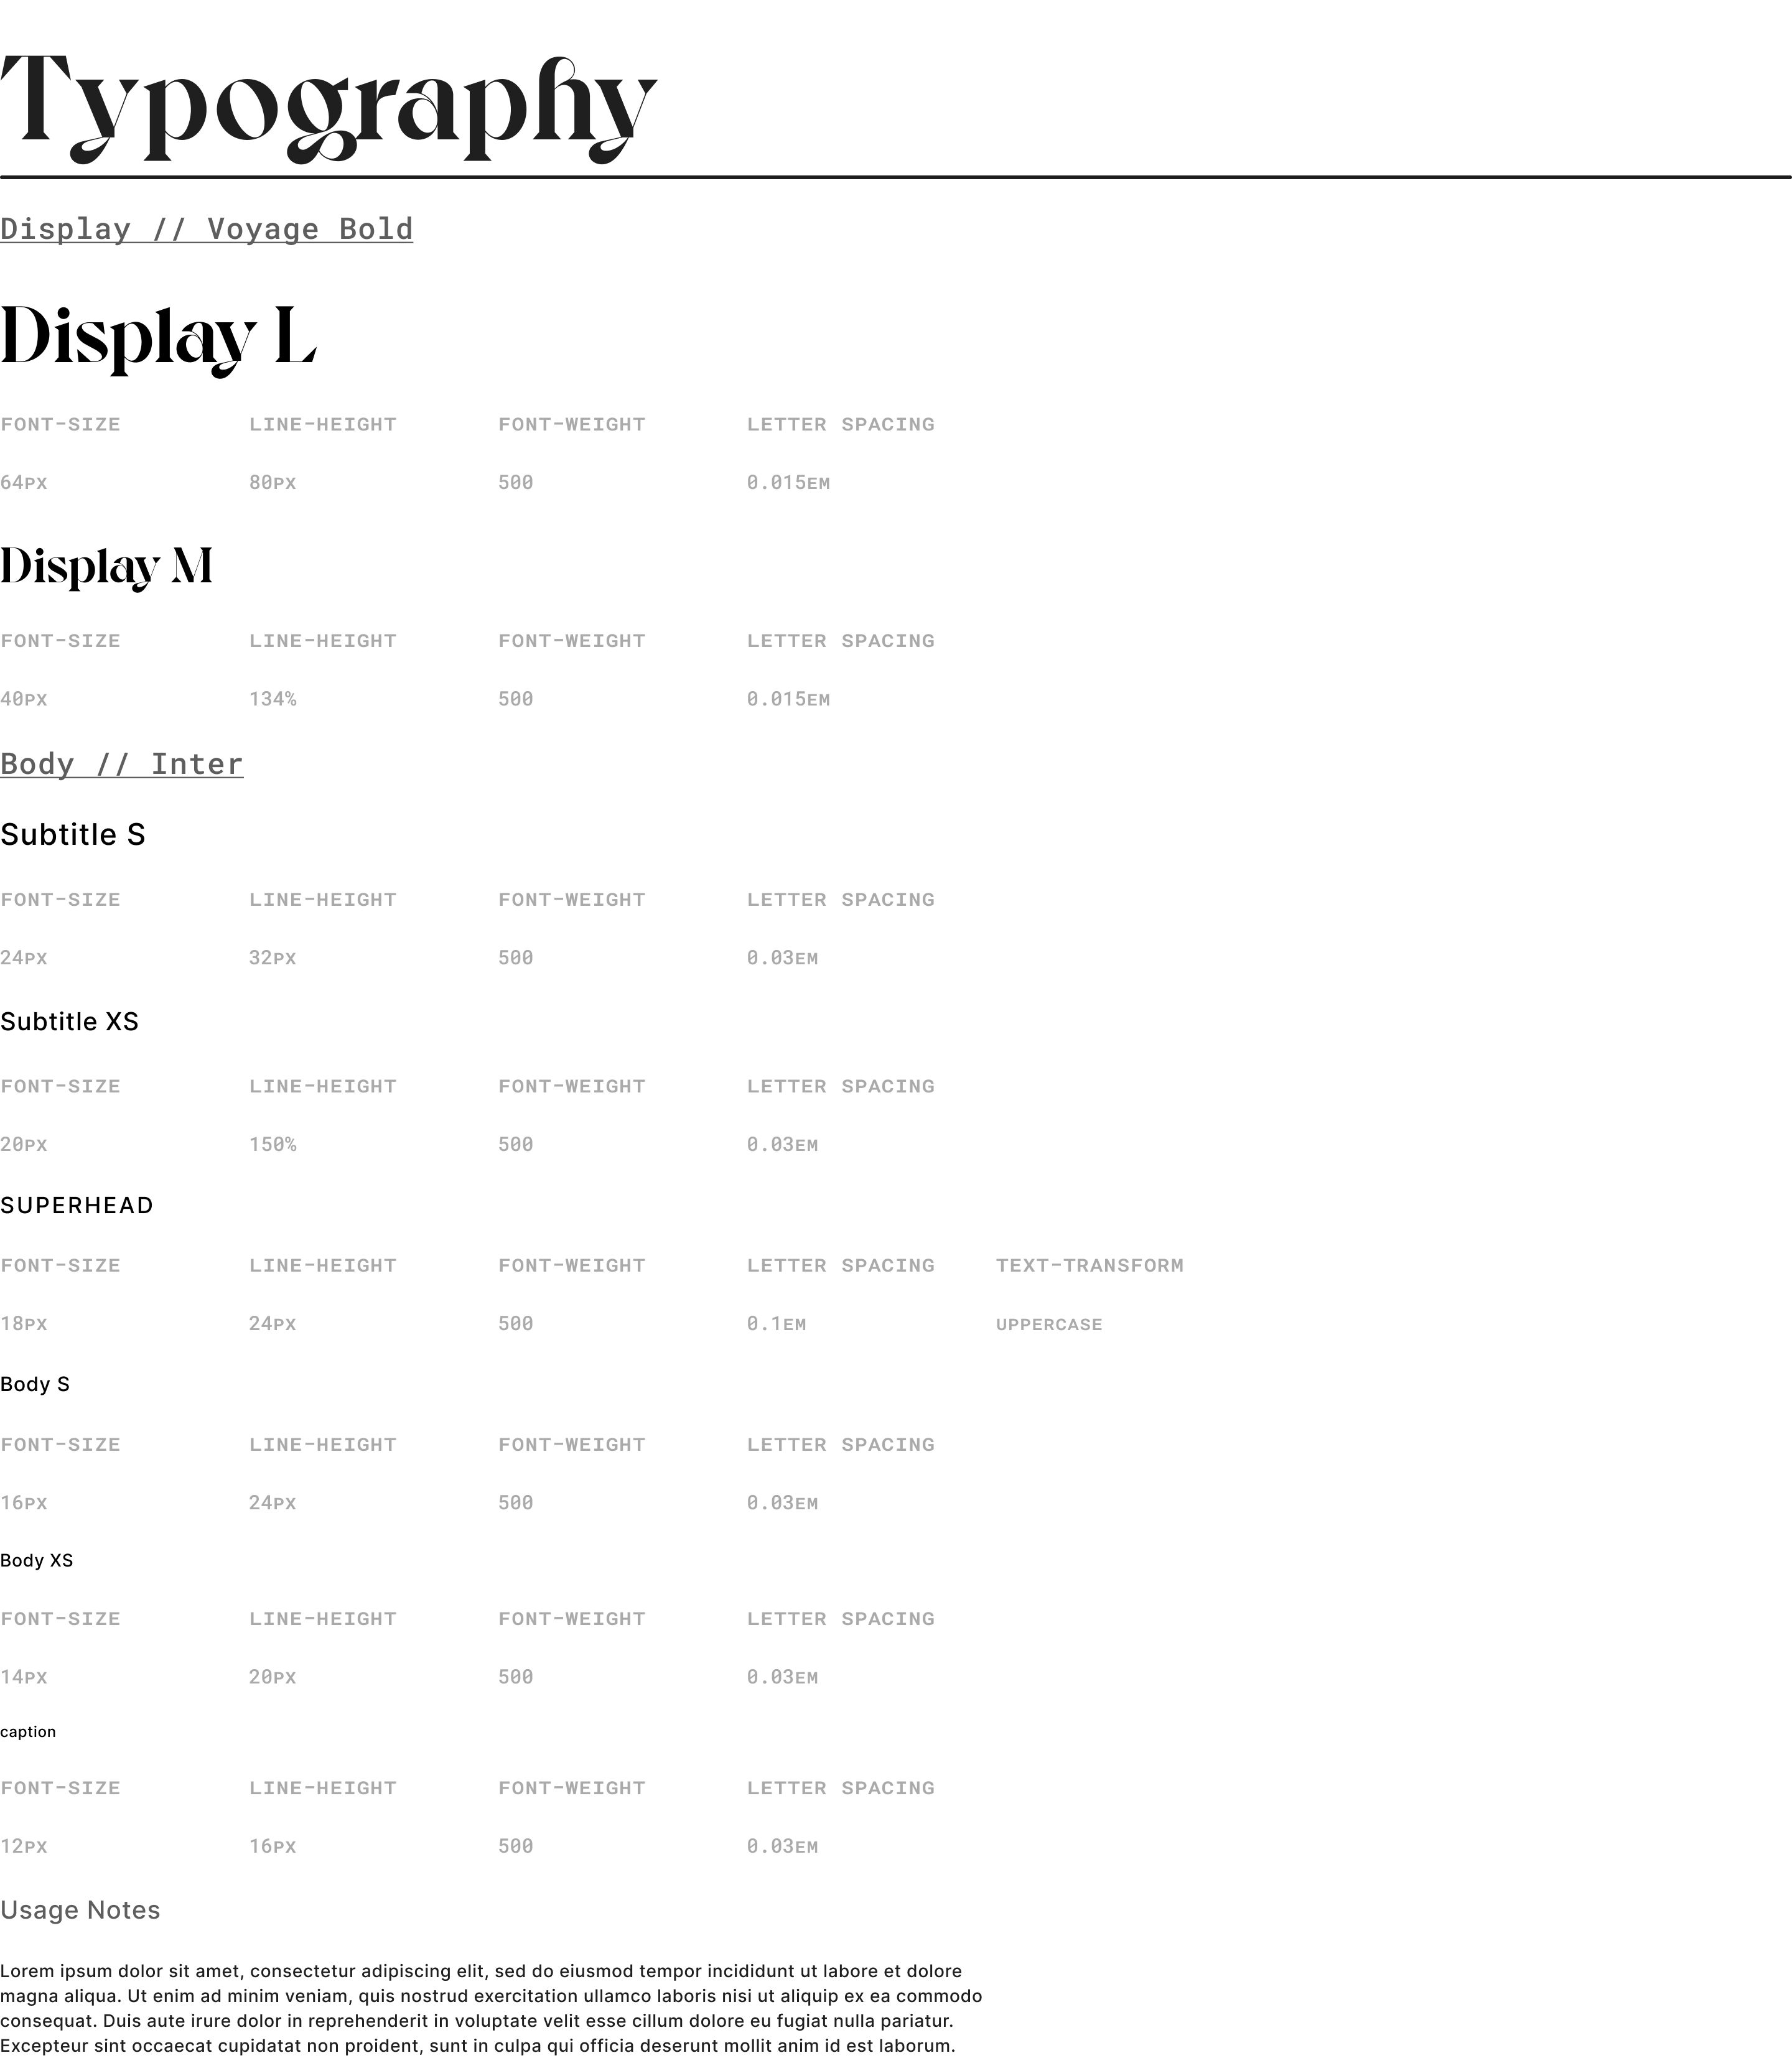 Typography
Display // Voyage Bold
Display L
FONT-SIZE LINE-HEIGHT FONT-WEIGHT LETTER SPACING
64PX 80PX 500 0.015EM
Display M
FONT-SIZE LINE-HEIGHT FONT-WEIGHT LETTER SPACING
40PX 134% 500 0.015EM
Body // Inter
Subtitle S
FONT-SIZE LINE-HEIGHT FONT-WEIGHT LETTER SPACING
24PX 32PX 500 0.03EM
Subtitle XS
FONT-SIZE LINE-HEIGHT FONT-WEIGHT LETTER SPACING
20PX 150% 500 0.03EM
SUPERHEAD
FONT-SIZE LINE-HEIGHT FONT-WEIGHT LETTER SPACING TEXT-TRANSFORM
18PX 24PX 500 0.1EM UPPERCASE
Body S
FONT-SIZE LINE-HEIGHT FONT-WEIGHT LETTER SPACING
16PX 24PX 500 0.03EM
Body XS
FONT-SIZE LINE-HEIGHT FONT-WEIGHT LETTER SPACING
14PX 20PX 500 0.03EM
caption
FONT-SIZE LINE-HEIGHT FONT-WEIGHT LETTER SPACING
12PX 16PX 500 0.03EM
Usage Notes
Lorem ipsum dolor sit amet, consectetur adipiscing elit, sed do eiusmod tempor incididunt ut labore et dolore
magna aliqua. Ut enim ad minim veniam, quis nostrud exercitation ullamco laboris nisi ut aliquip ex ea commodo
consequat. Duis aute irure dolor in reprehenderit in voluptate velit esse cillum dolore eu fugiat nulla pariatur.
Excepteur sint occaecat cupidatat non proident, sunt in culpa qui officia deserunt mollit anim id est laborum.